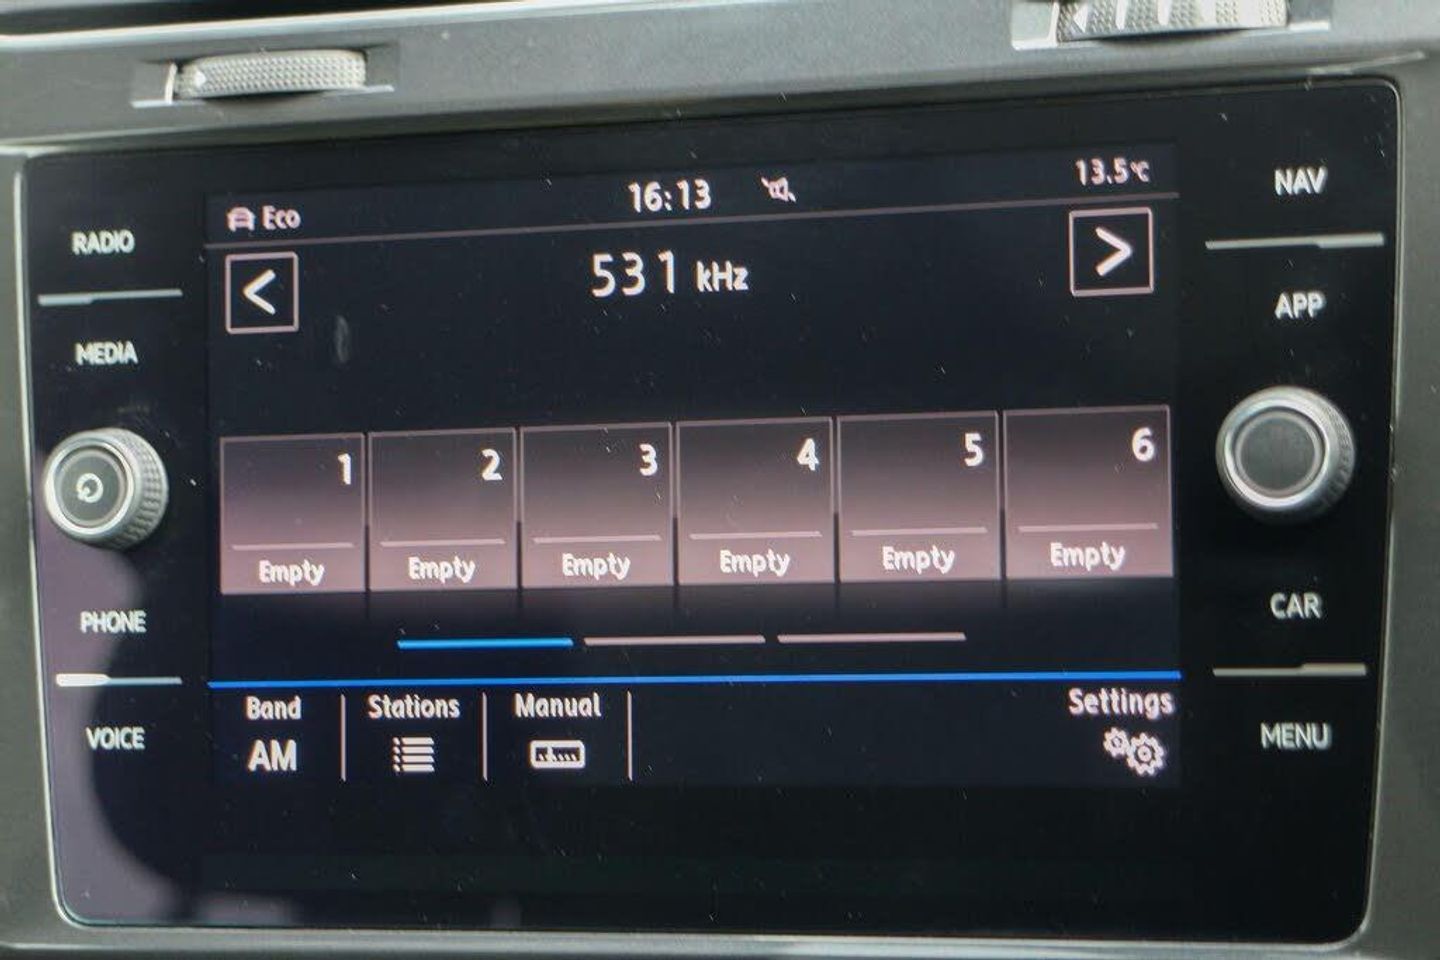 RADIO
MEDIA
PHONE
VOICE
Eco
16:13
13.5°C
<
531 kHz
>
1
2
3
4
5
6
Empty
Empty
Empty
Empty
Empty
Empty
Band
AM
Stations
Manual
Settings
NAV
APP
CAR
MENU